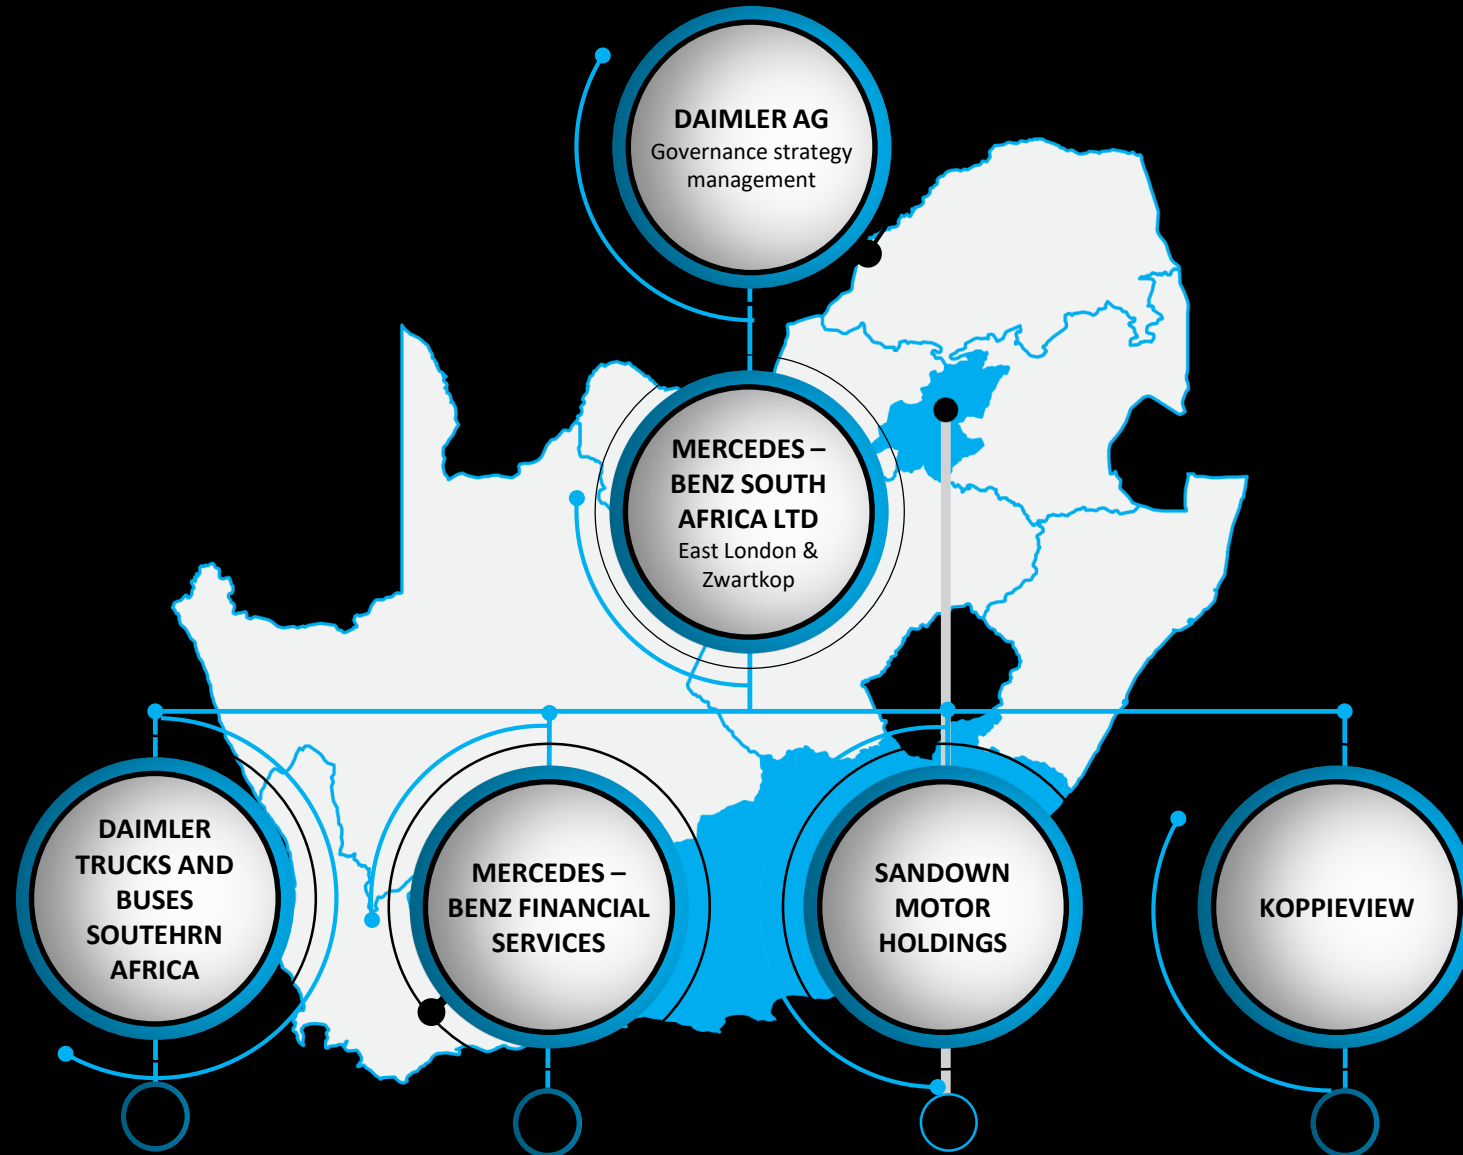 DAIMLER AG
Governance strategy
management
MERCEDES –
BENZ SOUTH
AFRICA LTD
East London &
Zwartkop
DAIMLER
TRUCKS AND
BUSES
SOUTEHRN
AFRICA
MERCEDES –
BENZ FINANCIAL
SERVICES
SANDOWN
MOTOR
HOLDINGS
KOPPIEVIEW